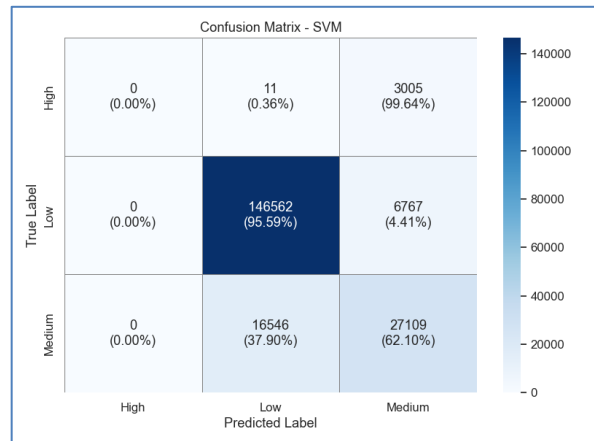 Confusion Matrix - SVM
True Label
High
0
(0.00%)
11
(0.36%)
3005
(99.64%)
Low
0
(0.00%)
146562
(95.59%)
6767
(4.41%)
Medium
0
(0.00%)
16546
(37.90%)
27109
(62.10%)
High
Low
Medium
Predicted Label
140000
120000
100000
80000
60000
40000
20000
0